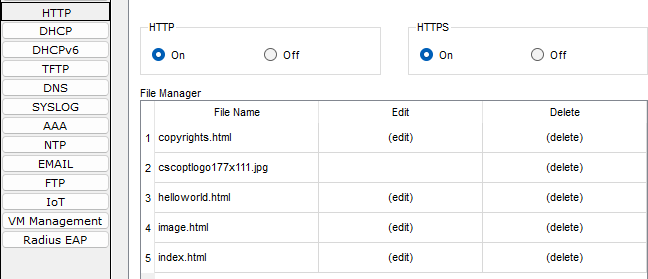 HTTP
DHCP
DHCPv6
TFTP
DNS
SYSLOG
AAA
NTP
EMAIL
FTP
IoT
VM Management
Radius EAP
HTTP HTTPS
On Off On Off
File Manager
File Name Edit Delete
1 copyrights.html (edit) (delete)
2 cscoptlogo177x111.jpg (delete)
3 helloworld.html (edit) (delete)
4 image.html (edit) (delete)
5 index.html (edit) (delete)